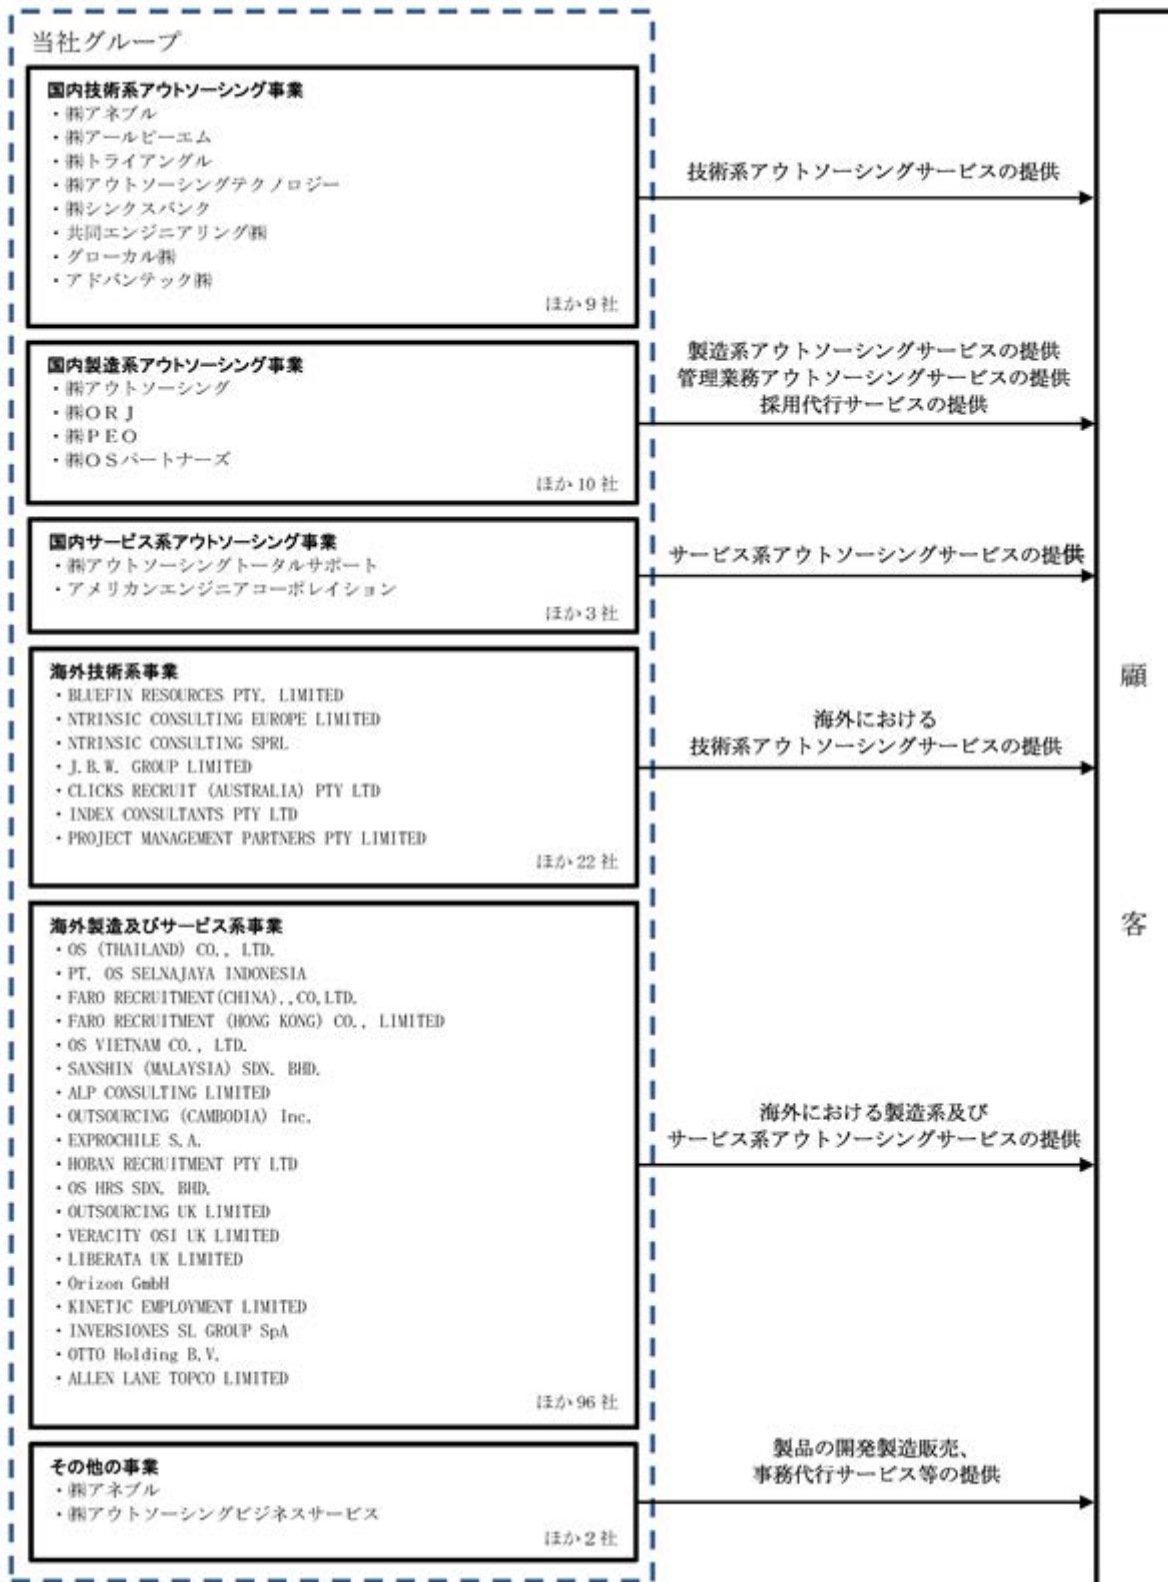 当社グループ
国内技術系アウトソーシング事業
・㈱アネブル
・㈱アールピーエム
・㈱トライアングル
・㈱アウトソーシングテクノロジー
・㈱シンクスバンク
・共同エンジニアリング㈱
・グローカル㈱
・アドバンテック㈱
ほか9社
技術系アウトソーシングサービスの提供
国内製造系アウトソーシング事業
・㈱アウトソーシング
・㈱ORJ
・㈱PEO
・㈱OSパートナーズ
ほか10社
製造系アウトソーシングサービスの提供
管理業務アウトソーシングサービスの提供
採用代行サービスの提供
国内サービス系アウトソーシング事業
・㈱アウトソーシングトータルサポート
・アメリカンエンジニアコーポレイション
ほか3社
サービス系アウトソーシングサービスの提供
海外技術系事業
・BLUEFIN RESOURCES PTY. LIMITED
・NTRINSIC CONSULTING EUROPE LIMITED
・NTRINSIC CONSULTING SPRL
・J.B.W. GROUP LIMITED
・CLICKS RECRUIT (AUSTRALIA) PTY LTD
・INDEX CONSULTANTS PTY LTD
・PROJECT MANAGEMENT PARTNERS PTY LIMITED
ほか22社
海外における
技術系アウトソーシングサービスの提供
海外製造及びサービス系事業
・OS (THAILAND) CO., LTD.
・PT. OS SELNAJAYA INDONESIA
・FARO RECRUITMENT(CHINA).,CO,LTD.
・FARO RECRUITMENT (HONG KONG) CO., LIMITED
・OS VIETNAM CO., LTD.
・SANSHIN (MALAYSIA) SDN. BHD.
・ALP CONSULTING LIMITED
・OUTSOURCING (CAMBODIA) Inc.
・EXPROCHILE S.A.
・HOBAN RECRUITMENT PTY LTD
・OS HRS SDN. BHD.
・OUTSOURCING UK LIMITED
・VERACITY OSI UK LIMITED
・LIBERATA UK LIMITED
・Orizon GmbH
・KINETIC EMPLOYMENT LIMITED
・INVERSIONES SL GROUP SpA
・OTTO Holding B.V.
・ALLEN LANE TOPCO LIMITED
ほか96社
海外における製造系及び
サービス系アウトソーシングサービスの提供
その他の事業
・㈱アネブル
・㈱アウトソーシングビジネスサービス
ほか2社
製品の開発製造販売、
事務代行サービス等の提供
顧
客